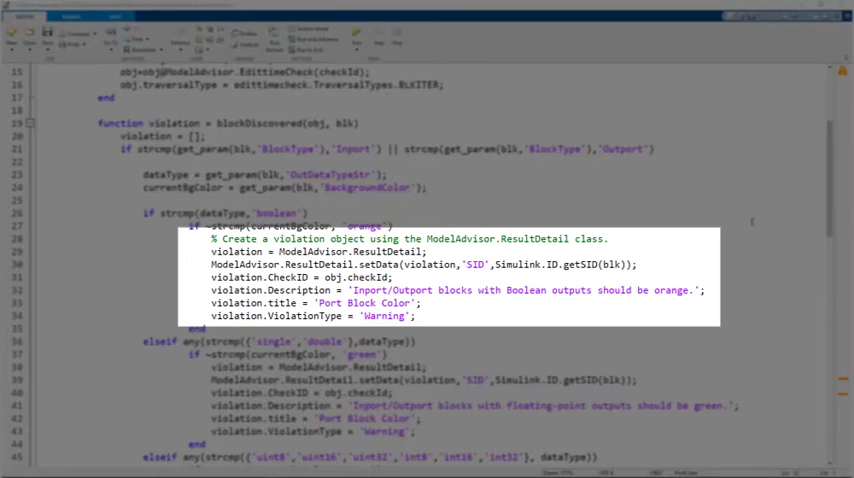 15 obj=obj@ModelAdvisor.EdittimeCheck(checkId);
16 obj.traversalType = edittimecheck.TraversalTypes.BLKITER;
17 end
18
19 function violation = blockDiscovered(obj, blk)
20 violation = [];
21 if strcmp(get_param(blk,'BlockType'),'Inport') || strcmp(get_param(blk,'BlockType'),'Outport')
22
23 dataType = get_param(blk,'OutDataTypeStr');
24 currentBgColor = get_param(blk,'BackgroundColor');
25
26 if strcmp(dataType,'boolean')
27 if ~strcmp(currentBgColor, 'orange')
28 % Create a violation object using the ModelAdvisor.ResultDetail class.
29 violation = ModelAdvisor.ResultDetail;
30 ModelAdvisor.ResultDetail.setData(violation,'SID',Simulink.ID.getSID(blk));
31 violation.CheckID = obj.checkId;
32 violation.Description = 'Inport/Outport blocks with Boolean outputs should be orange.';
33 violation.title = 'Port Block Color';
34 violation.ViolationType = 'Warning';
35 end
36 elseif any(strcmp({'single','double'},dataType))
37 if ~strcmp(currentBgColor, 'green')
38 violation = ModelAdvisor.ResultDetail;
39 ModelAdvisor.ResultDetail.setData(violation,'SID',Simulink.ID.getSID(blk));
40 violation.CheckID = obj.checkId;
41 violation.Description = 'Inport/Outport blocks with floating-point outputs should be green.';
42 violation.title = 'Port Block Color';
43 violation.ViolationType = 'Warning';
44 end
45 elseif any(strcmp({'uint8','uint16','uint32','int8','int16','int32'}, dataType))